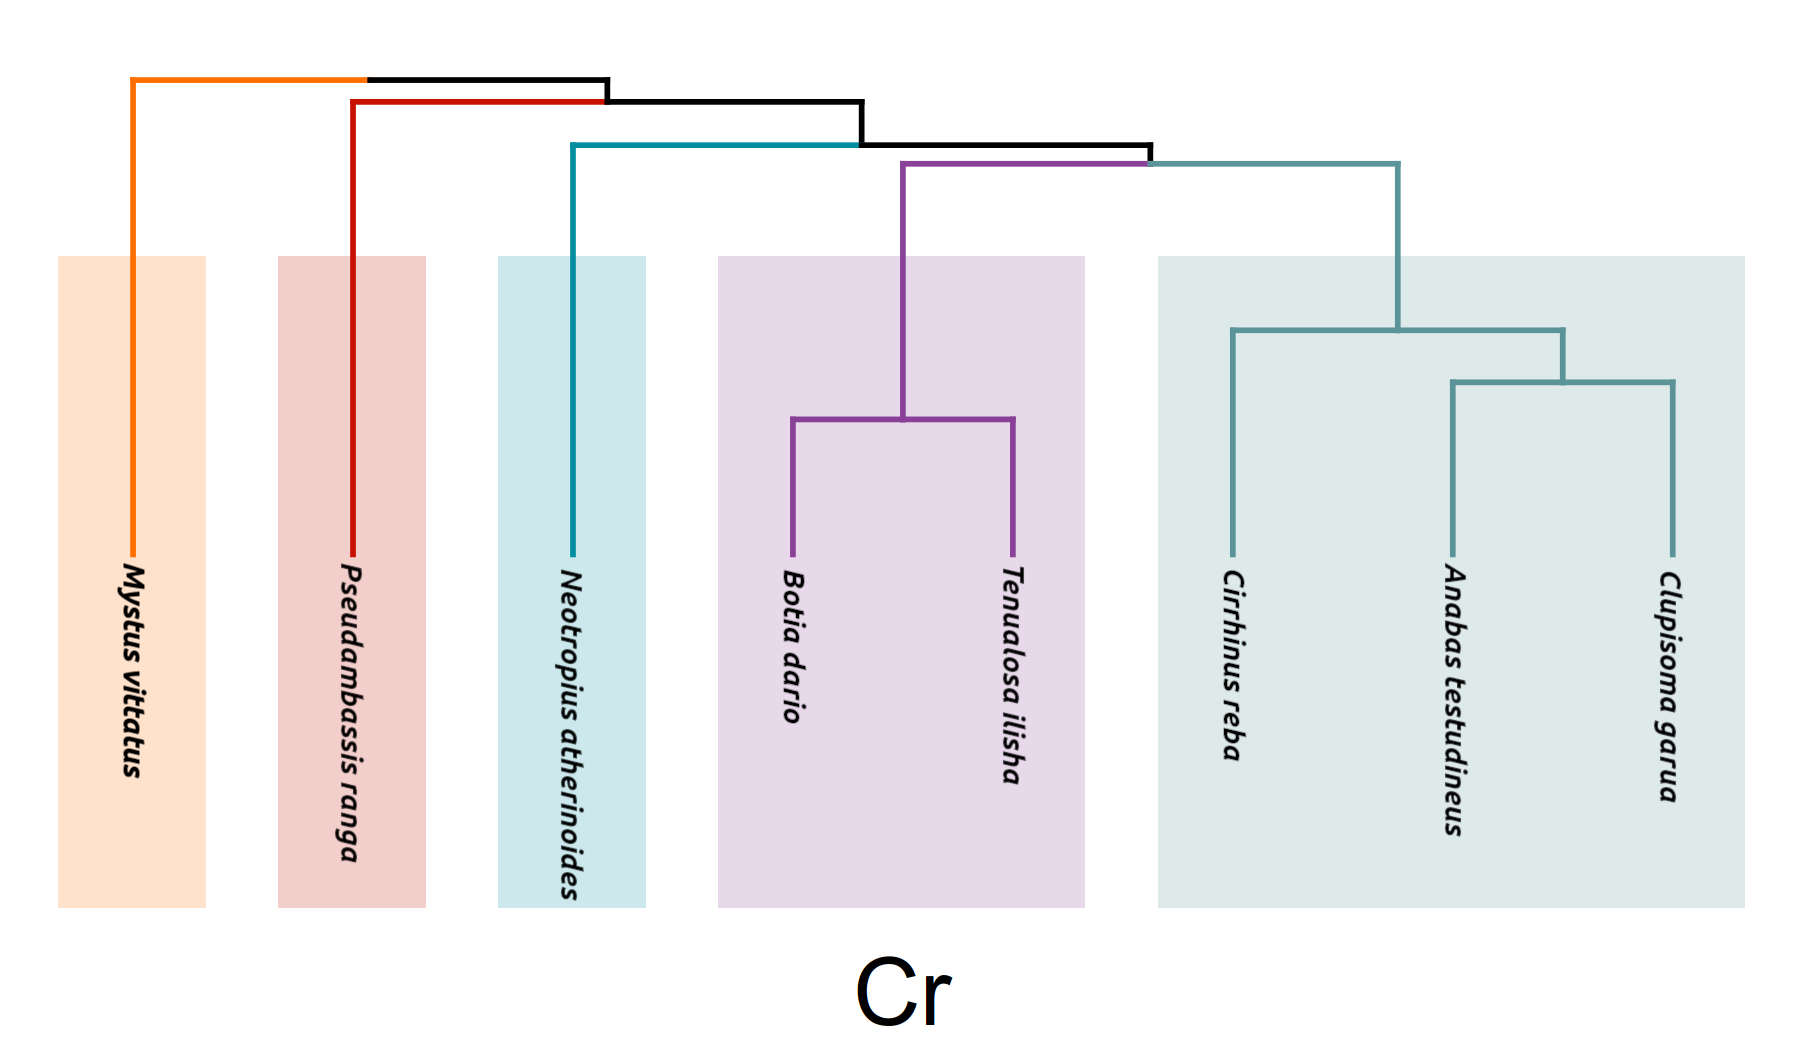 Mystus vittatus
Pseudambassis ranga
Neotropius atherinoides
Botia dario
Tenualosa ilisha
Cirrhinus reba
Anabas testudineus
Clupisoma garua
Cr